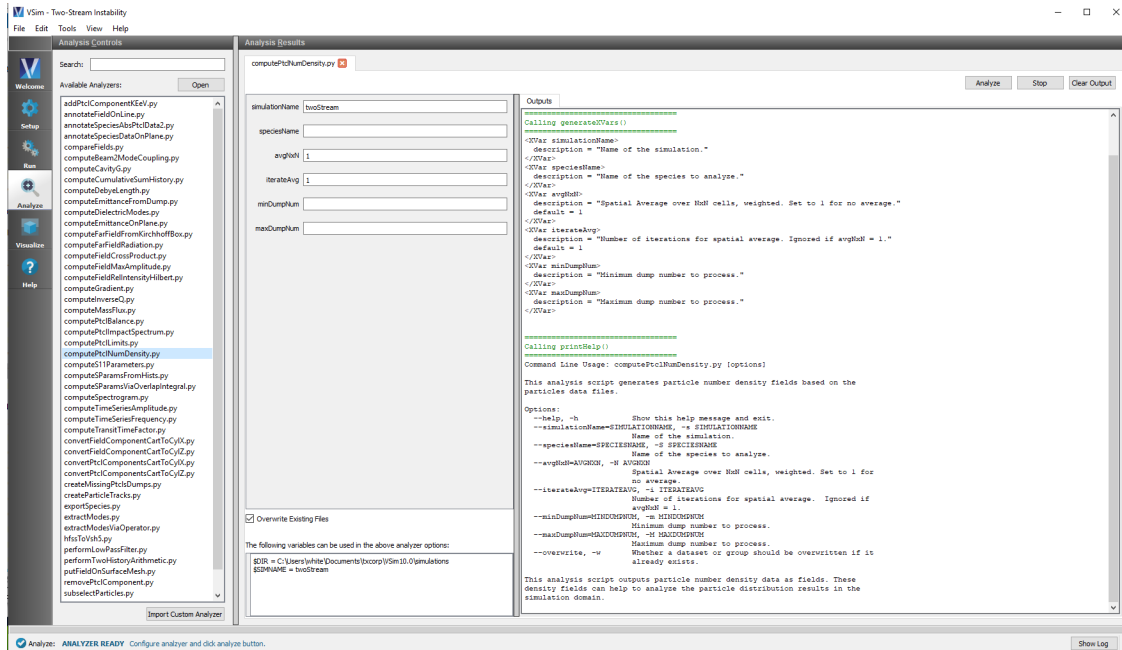 VSim - Two-Stream Instability
File Edit Tools View Help
Analysis Controls
Analysis Results
Welcome
Setup
Run
Analyze
Visualize
Help
Search:
Available Analyzers:
Open
addPtclComponentKEeV.py
annotateFieldOnLine.py
annotateSpeciesAbsPtclData2.py
annotateSpeciesDataOnPlane.py
compareFields.py
computeBeam2ModeCoupling.py
computeCavityG.py
computeCumulativeSumHistory.py
computeDebyeLength.py
computeEmittanceFromDump.py
computeDielectricModes.py
computeEmittanceOnPlane.py
computeFarFieldFromKirchhoffBox.py
computeFarFieldRadiation.py
computeFieldCrossProduct.py
computeFieldMaxAmplitude.py
computeFieldRelIntensityHilbert.py
computeGradient.py
computeInverseQ.py
computeMassFlux.py
computePtclBalance.py
computePtclImpactSpectrum.py
computePtclLimits.py
computePtclNumDensity.py
computeS11Parameters.py
computeSParamsFromHists.py
computeSParamsViaOverlapIntegral.py
computeSpectrogram.py
computeTimeSeriesAmplitude.py
computeTimeSeriesFrequency.py
computeTransitTimeFactor.py
convertFieldComponentCartToCylX.py
convertFieldComponentCartToCylZ.py
convertPtclComponentsCartToCylX.py
convertPtclComponentsCartToCylZ.py
createMissingPtclsDumps.py
createParticleTracks.py
exportSpecies.py
extractModes.py
extractModesViaOperator.py
hfssToVsh5.py
performLowPassFilter.py
performTwoHistoryArithmetic.py
putFieldOnSurfaceMesh.py
removePtclComponent.py
subselectParticles.py
Import Custom Analyzer
computePtclNumDensity.py
Analyze Stop Clear Output
simulationName twoStream
speciesName
avgNxN 1
iterateAvg 1
minDumpNum
maxDumpNum
Overwrite Existing Files
The following variables can be used in the above analyzer options:
$DIR = C:\Users\white\Documents\txcorp\VSim10.0\simulations
$SIMNAME = twoStream
Outputs
==================================
Calling generateXVars()
==================================
<XVar simulationName>
description = "Name of the simulation."
</XVar>
<XVar speciesName>
description = "Name of the species to analyze."
</XVar>
<XVar avgNxN>
description = "Spatial Average over NxN cells, weighted. Set to 1 for no average."
default = 1
</XVar>
<XVar iterateAvg>
description = "Number of iterations for spatial average. Ignored if avgNxN = 1."
default = 1
</XVar>
<XVar minDumpNum>
description = "Minimum dump number to process."
</XVar>
<XVar maxDumpNum>
description = "Maximum dump number to process."
</XVar>
==================================
Calling printHelp()
==================================
Command Line Usage: computePtclNumDensity.py [options]
This analysis script generates particle number density fields based on the
particles data files.
Options:
--help, -h Show this help message and exit.
--simulationName=SIMULATIONNAME, -s SIMULATIONNAME
Name of the simulation.
--speciesName=SPECIESNAME, -S SPECIESNAME
Name of the species to analyze.
--avgNxN=AVGNXN, -N AVGNXN
Spatial Average over NxN cells, weighted. Set to 1 for
no average.
--iterateAvg=ITERATEAVG, -i ITERATEAVG
Number of iterations for spatial average. Ignored if
avgNxN = 1.
--minDumpNum=MINDUMPNUM, -m MINDUMPNUM
Minimum dump number to process.
--maxDumpNum=MAXDUMPNUM, -M MAXDUMPNUM
Maximum dump number to process.
--overwrite, -w Whether a dataset or group should be overwritten if it
already exists.
This analysis script outputs particle number density data as fields. These
density fields can help to analyze the particle distribution results in the
simulation domain.
Analyze: ANALYZER READY Configure analyzer and click analyze button.
Show Log